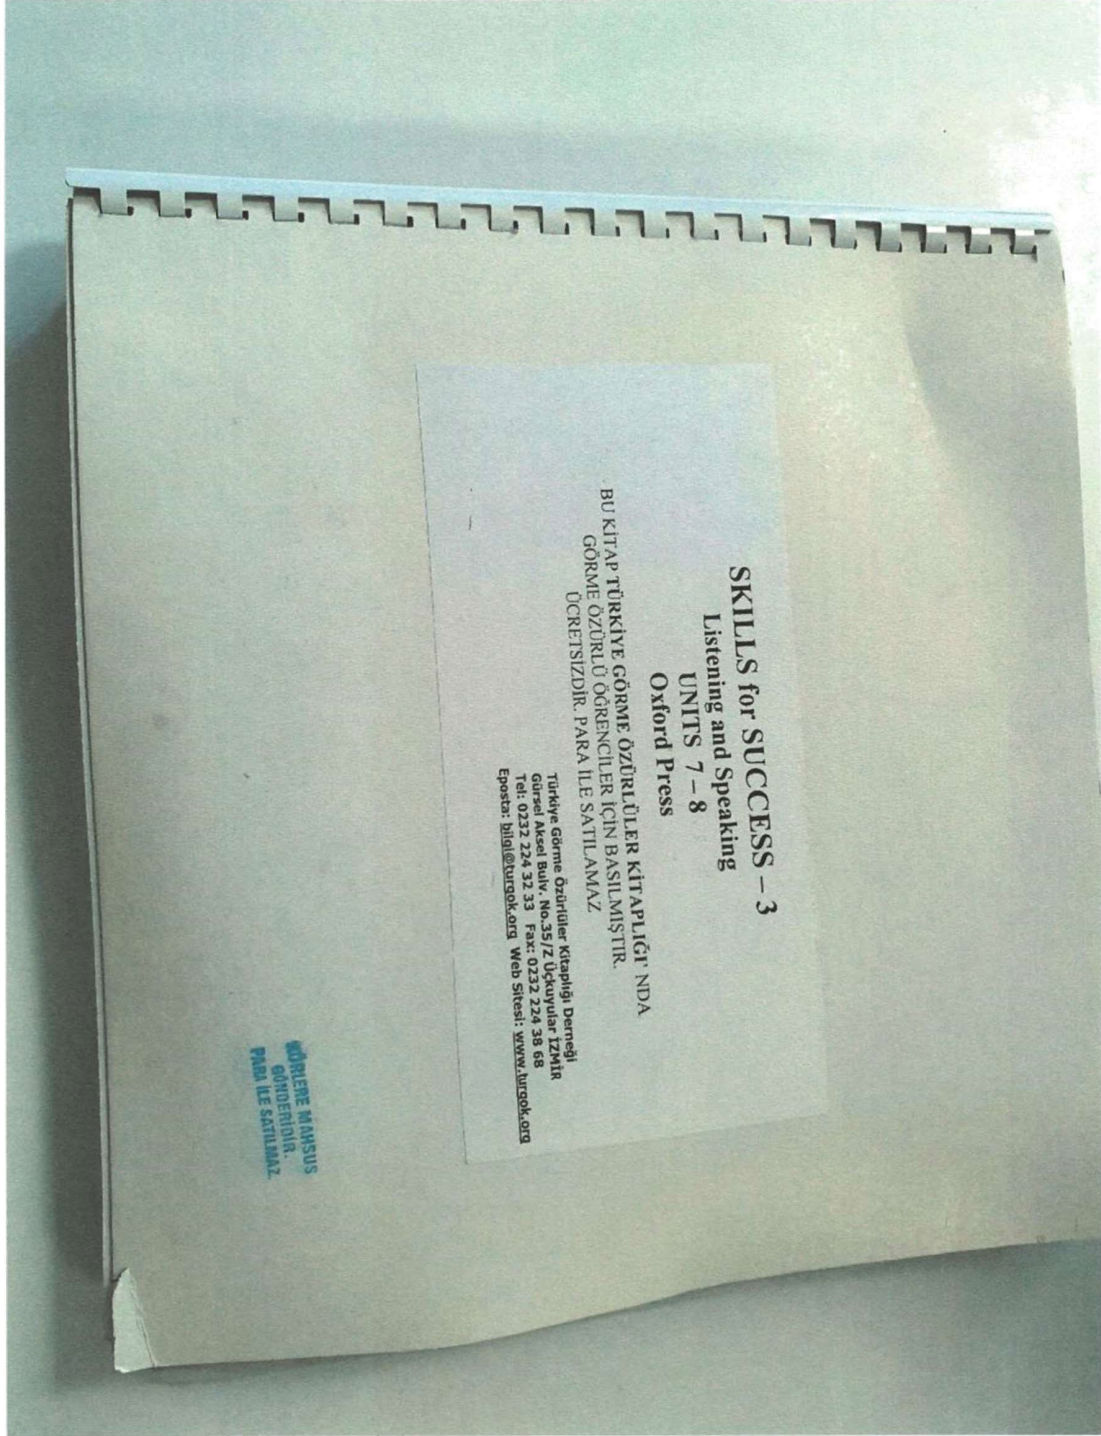 SKILLS for SUCCESS – 3
Listening and Speaking
UNITS 7 – 8
Oxford Press
BU KİTAP TÜRKİYE GÖRME ÖZÜRLÜLER KİTAPLIĞI' NDA
GÖRME ÖZÜRLÜ ÖĞRENCİLER İÇİN BASILMIŞTIR.
ÜCRETSİZDİR. PARA İLE SATILAMAZ
Türkiye Görme Özürlüler Kitaplığı Derneği
Gürsel Aksel Bulv. No.35/Z Üçkuyular İZMİR
Tel: 0232 224 32 33 Fax: 0232 224 38 68
Eposta: bilgi@turgok.org Web Sitesi: www.turgok.org
KÖRLERE MAHSUS
GÖNDERİDİR.
PARA İLE SATILMAZ.